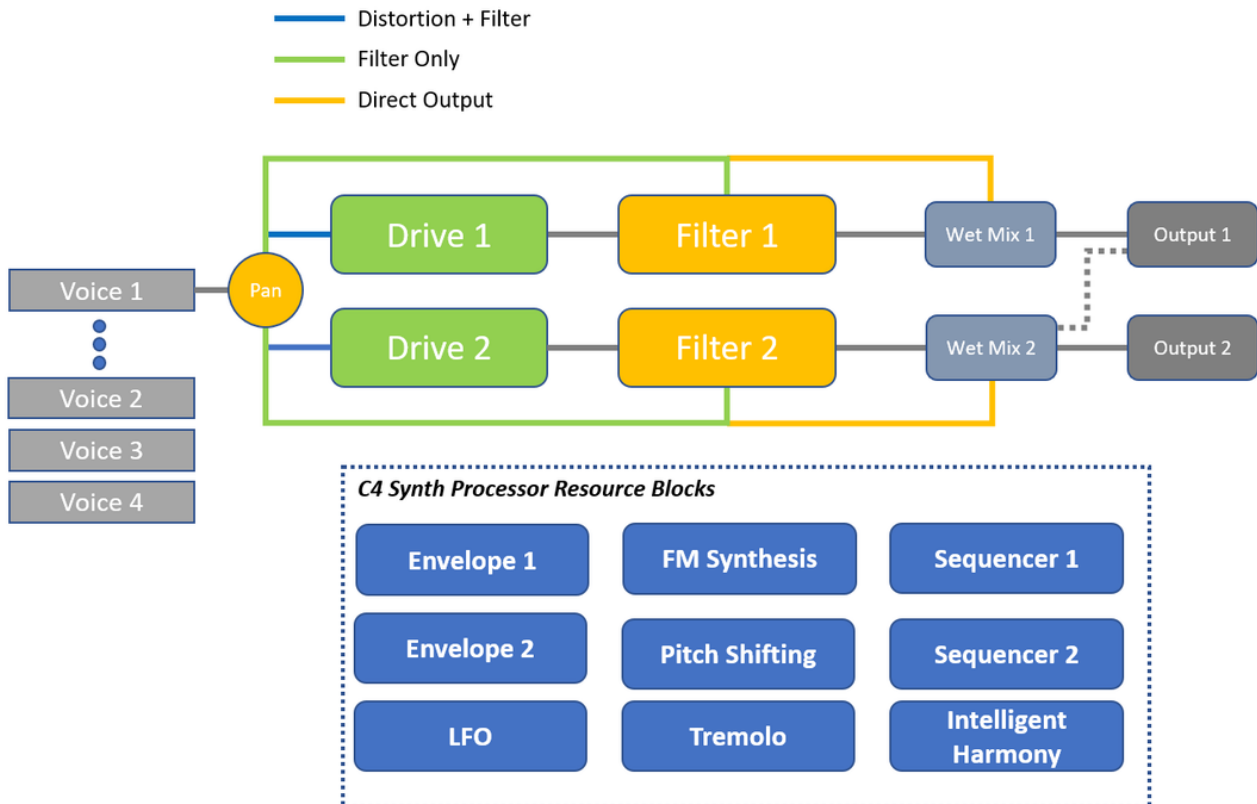 Distortion + Filter
Filter Only
Direct Output
Drive 1
Filter 1
Wet Mix 1
Output 1
Voice 1
Pan
Drive 2
Filter 2
Wet Mix 2
Output 2
Voice 2
Voice 3
Voice 4
C4 Synth Processor Resource Blocks
Envelope 1
FM Synthesis
Sequencer 1
Envelope 2
Pitch Shifting
Sequencer 2
LFO
Tremolo
Intelligent
Harmony